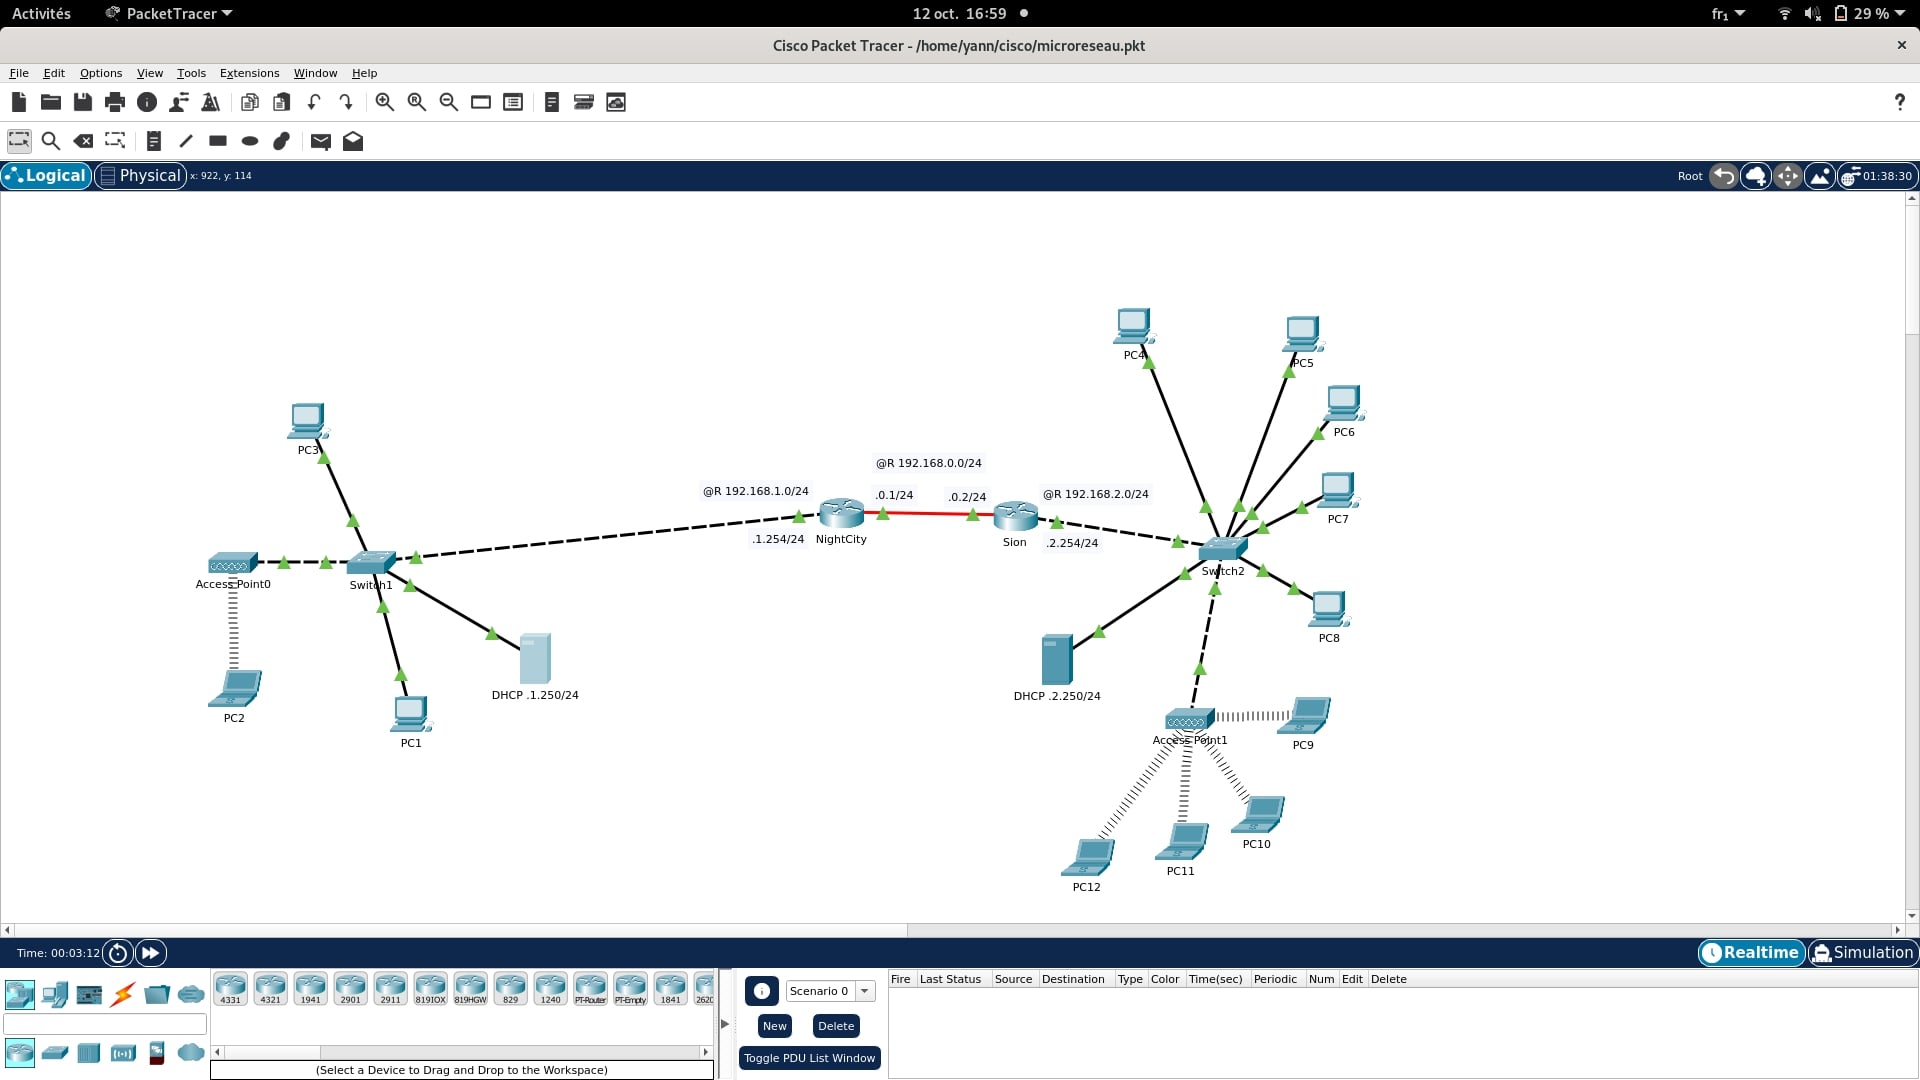 Activités PacketTracer 12 oct. 16:59 fr₁ 29 %
Cisco Packet Tracer - /home/yann/cisco/microreseau.pkt ×
File Edit Options View Tools Extensions Window Help
?
Logical Physical x: 922, y: 114 Root 01:38:30
PC4
PC5
PC6
PC3
@R 192.168.0.0/24
@R 192.168.1.0/24 .0.1/24 .0.2/24 @R 192.168.2.0/24
PC7
.1.254/24 NightCity Sion .2.254/24
Access Point0 Switch1 Switch2
PC8
DHCP .1.250/24 DHCP .2.250/24
PC2
PC1 Access Point1 PC9
PC10
PC11
PC12
Time: 00:03:12 Realtime Simulation
4331 4321 1941 2901 2911 819IOX 819HGW 829 1240 PT-Router PT-Empty 1841 2620
Scenario 0
New Delete
Toggle PDU List Window
Fire Last Status Source Destination Type Color Time(sec) Periodic Num Edit Delete
(Select a Device to Drag and Drop to the Workspace)